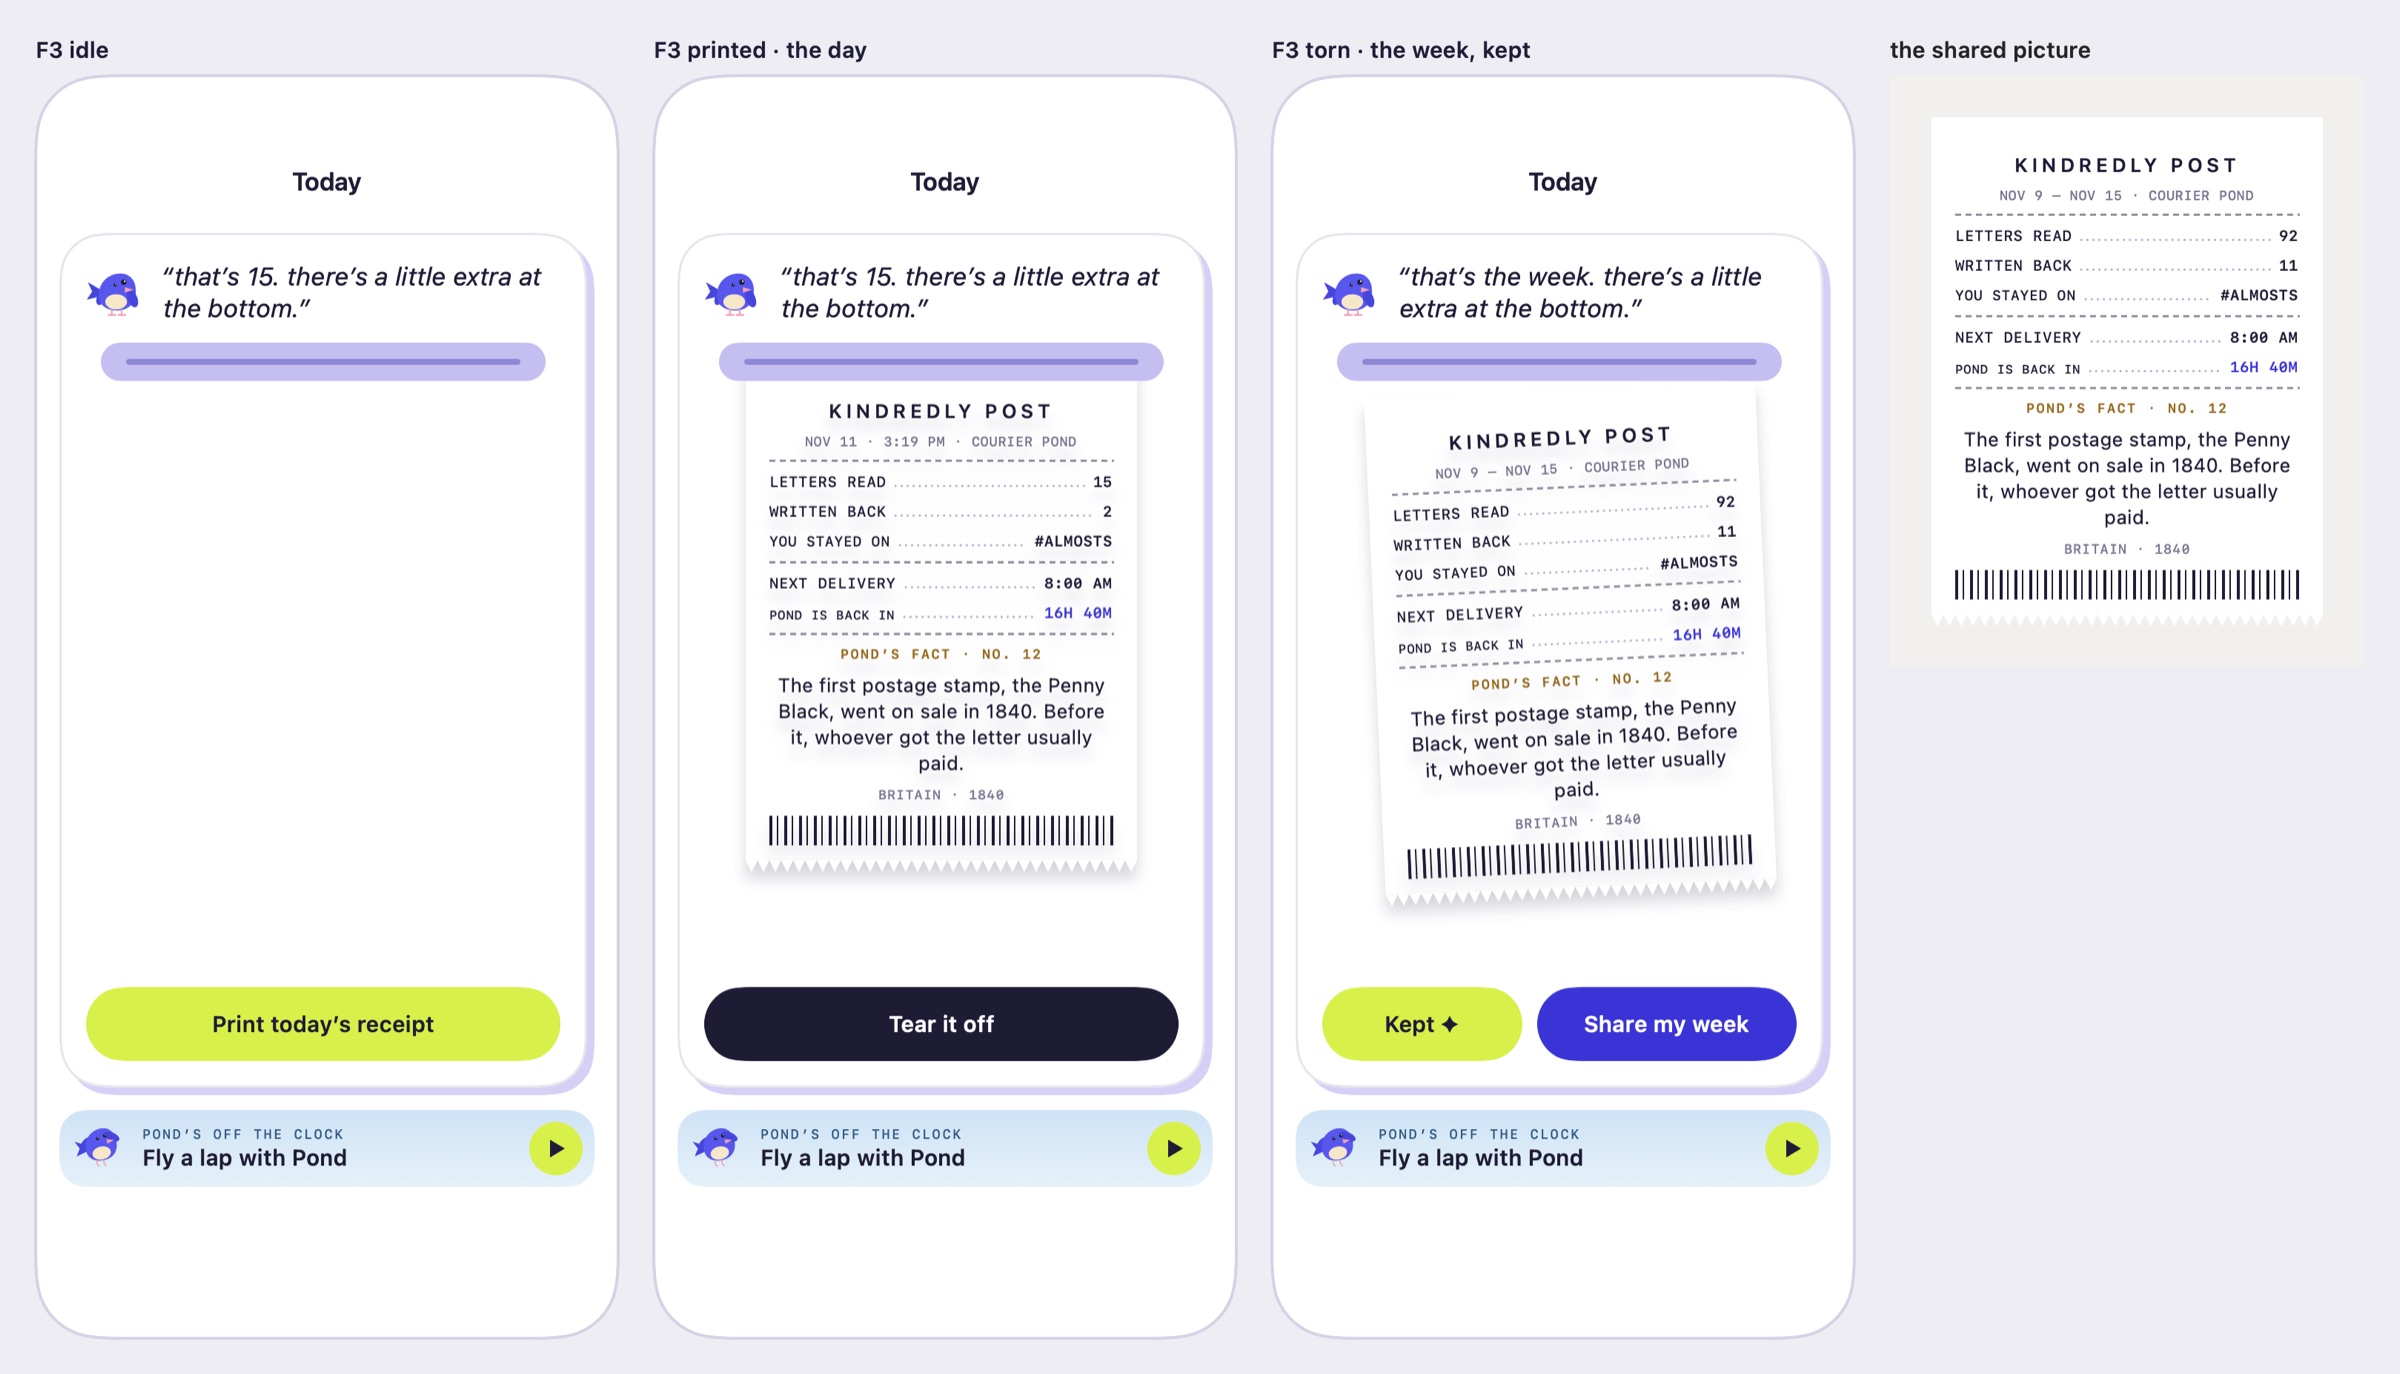 F3 idle
Today
“that’s 15. there’s a little extra at
the bottom.”
Print today’s receipt
POND’S OFF THE CLOCK
Fly a lap with Pond
F3 printed · the day
Today
“that’s 15. there’s a little extra at
the bottom.”
KINDREDLY POST
NOV 11 · 3:19 PM · COURIER POND
LETTERS READ 15
WRITTEN BACK 2
YOU STAYED ON #ALMOSTS
NEXT DELIVERY 8:00 AM
POND IS BACK IN 16H 40M
POND’S FACT · NO. 12
The first postage stamp, the Penny
Black, went on sale in 1840. Before
it, whoever got the letter usually
paid.
BRITAIN · 1840
Tear it off
POND’S OFF THE CLOCK
Fly a lap with Pond
F3 torn · the week, kept
Today
“that’s the week. there’s a little
extra at the bottom.”
KINDREDLY POST
NOV 9 — NOV 15 · COURIER POND
LETTERS READ 92
WRITTEN BACK 11
YOU STAYED ON #ALMOSTS
NEXT DELIVERY 8:00 AM
POND IS BACK IN 16H 40M
POND’S FACT · NO. 12
The first postage stamp, the Penny
Black, went on sale in 1840. Before
it, whoever got the letter usually
paid.
BRITAIN · 1840
Kept ✦
Share my week
POND’S OFF THE CLOCK
Fly a lap with Pond
the shared picture
KINDREDLY POST
NOV 9 — NOV 15 · COURIER POND
LETTERS READ 92
WRITTEN BACK 11
YOU STAYED ON #ALMOSTS
NEXT DELIVERY 8:00 AM
POND IS BACK IN 16H 40M
POND’S FACT · NO. 12
The first postage stamp, the Penny
Black, went on sale in 1840. Before
it, whoever got the letter usually
paid.
BRITAIN · 1840